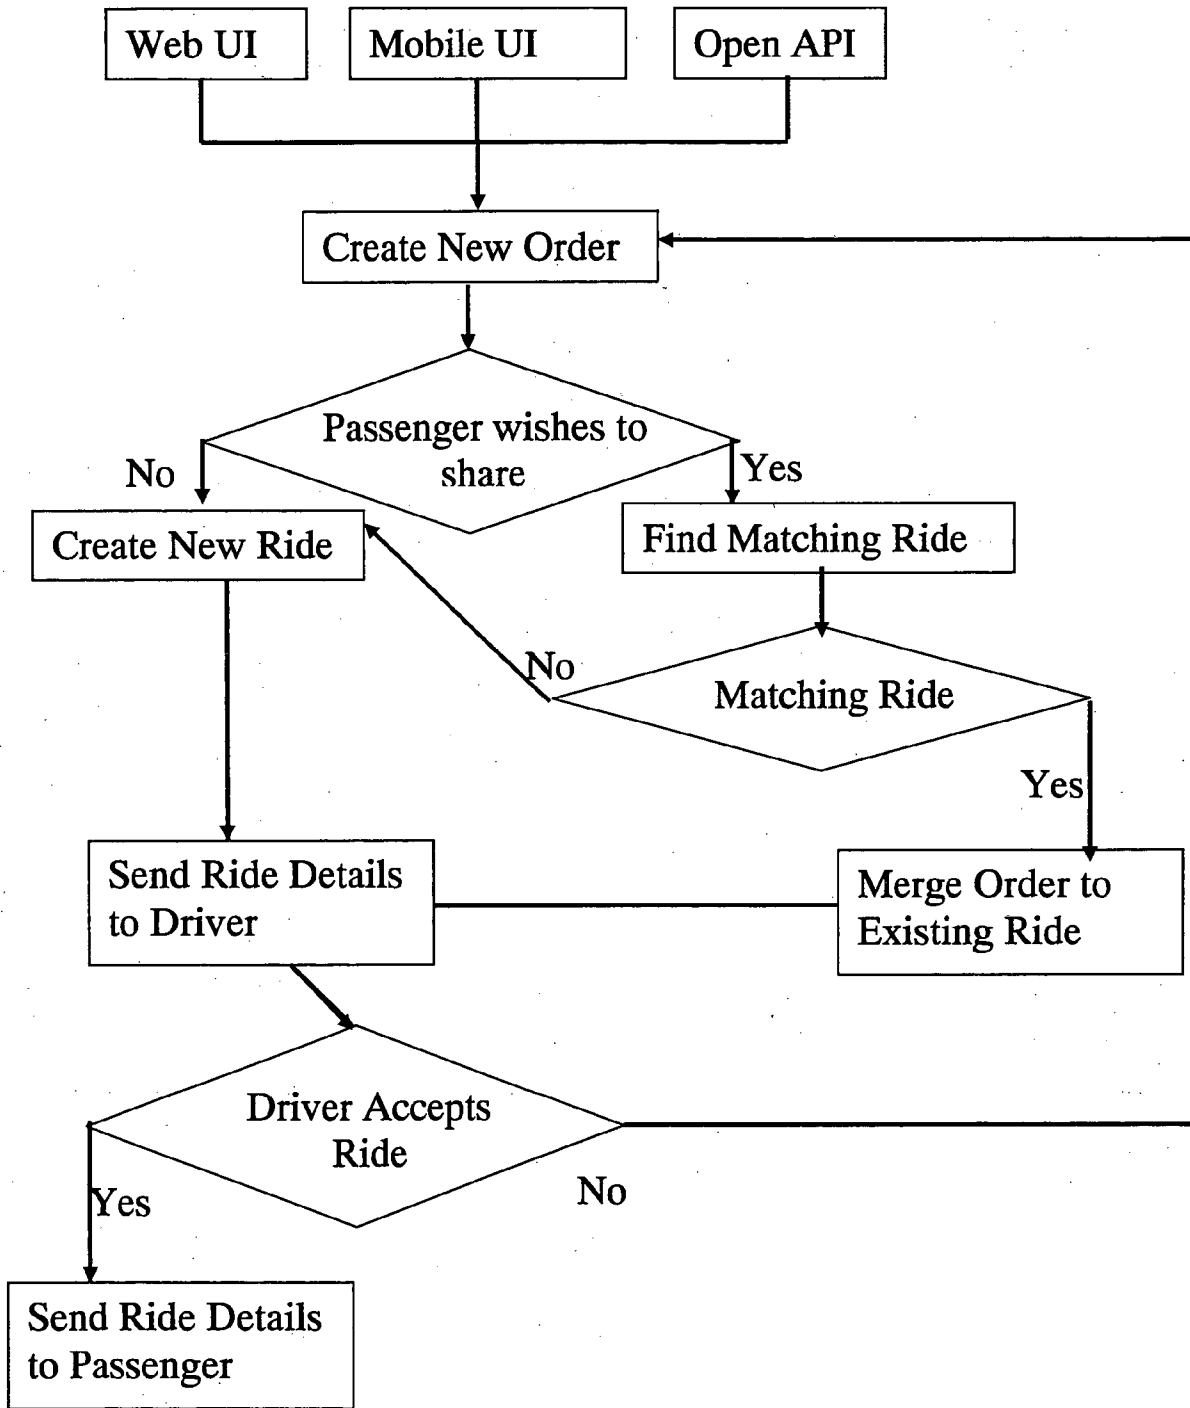 Web UI
Mobile UI
Open API
Create New Order
Passenger wishes to
share
No
Yes
Create New Ride
Find Matching Ride
No
Matching Ride
Yes
Send Ride Details
to Driver
Merge Order to
Existing Ride
Driver Accepts
Ride
Yes
No
Send Ride Details
to Passenger